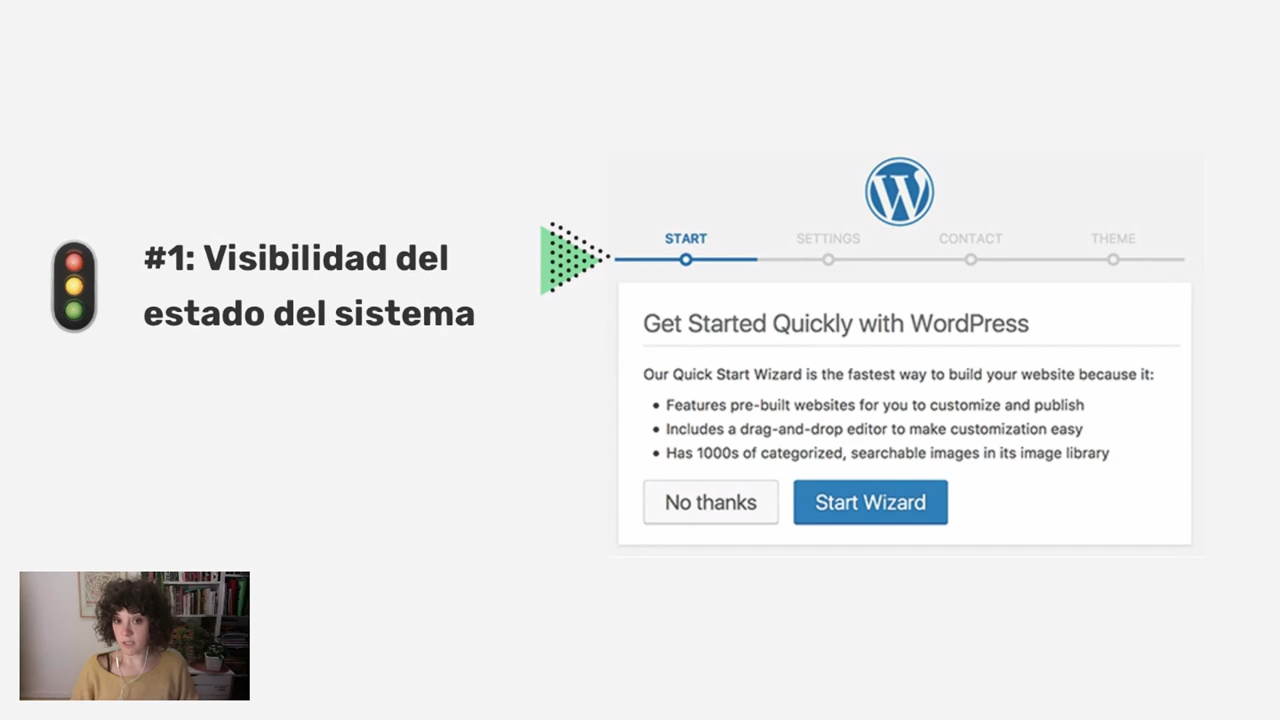 #1: Visibilidad del
estado del sistema
START
SETTINGS
CONTACT
THEME
Get Started Quickly with WordPress
Our Quick Start Wizard is the fastest way to build your website because it:
• Features pre-built websites for you to customize and publish
• Includes a drag-and-drop editor to make customization easy
• Has 1000s of categorized, searchable images in its image library
No thanks
Start Wizard